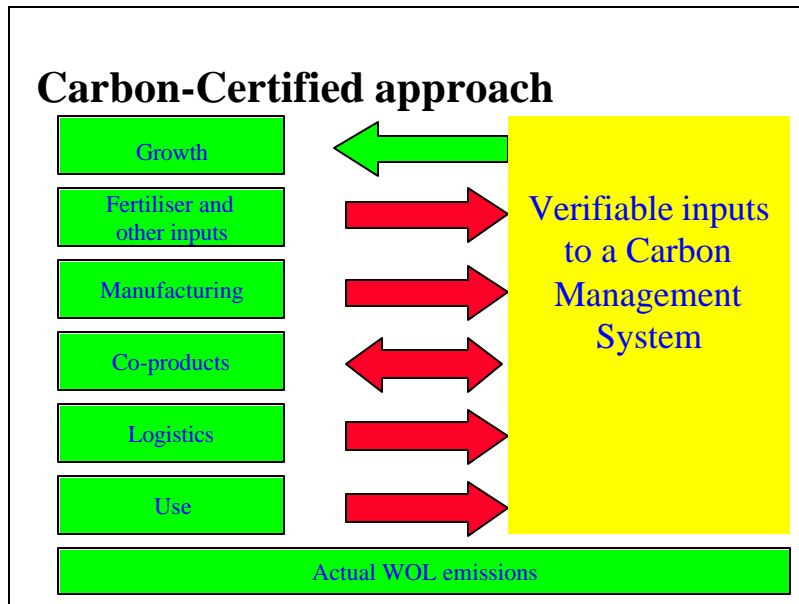 Carbon-Certified approach
Growth
Fertiliser and
other inputs
Manufacturing
Co-products
Logistics
Use
Verifiable inputs
to a Carbon
Management
System
Actual WOL emissions